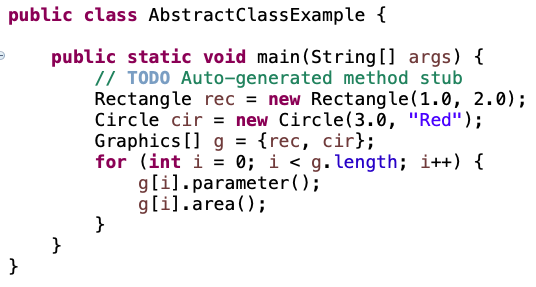 public class AbstractClassExample {
public static void main(String[] args) {
// TODO Auto-generated method stub
Rectangle rec = new Rectangle(1.0, 2.0);
Circle cir = new Circle(3.0, "Red");
Graphics[] g = {rec, cir};
for (int i = 0; i < g.length; i++) {
g[i].parameter();
g[i].area();
}
}
}